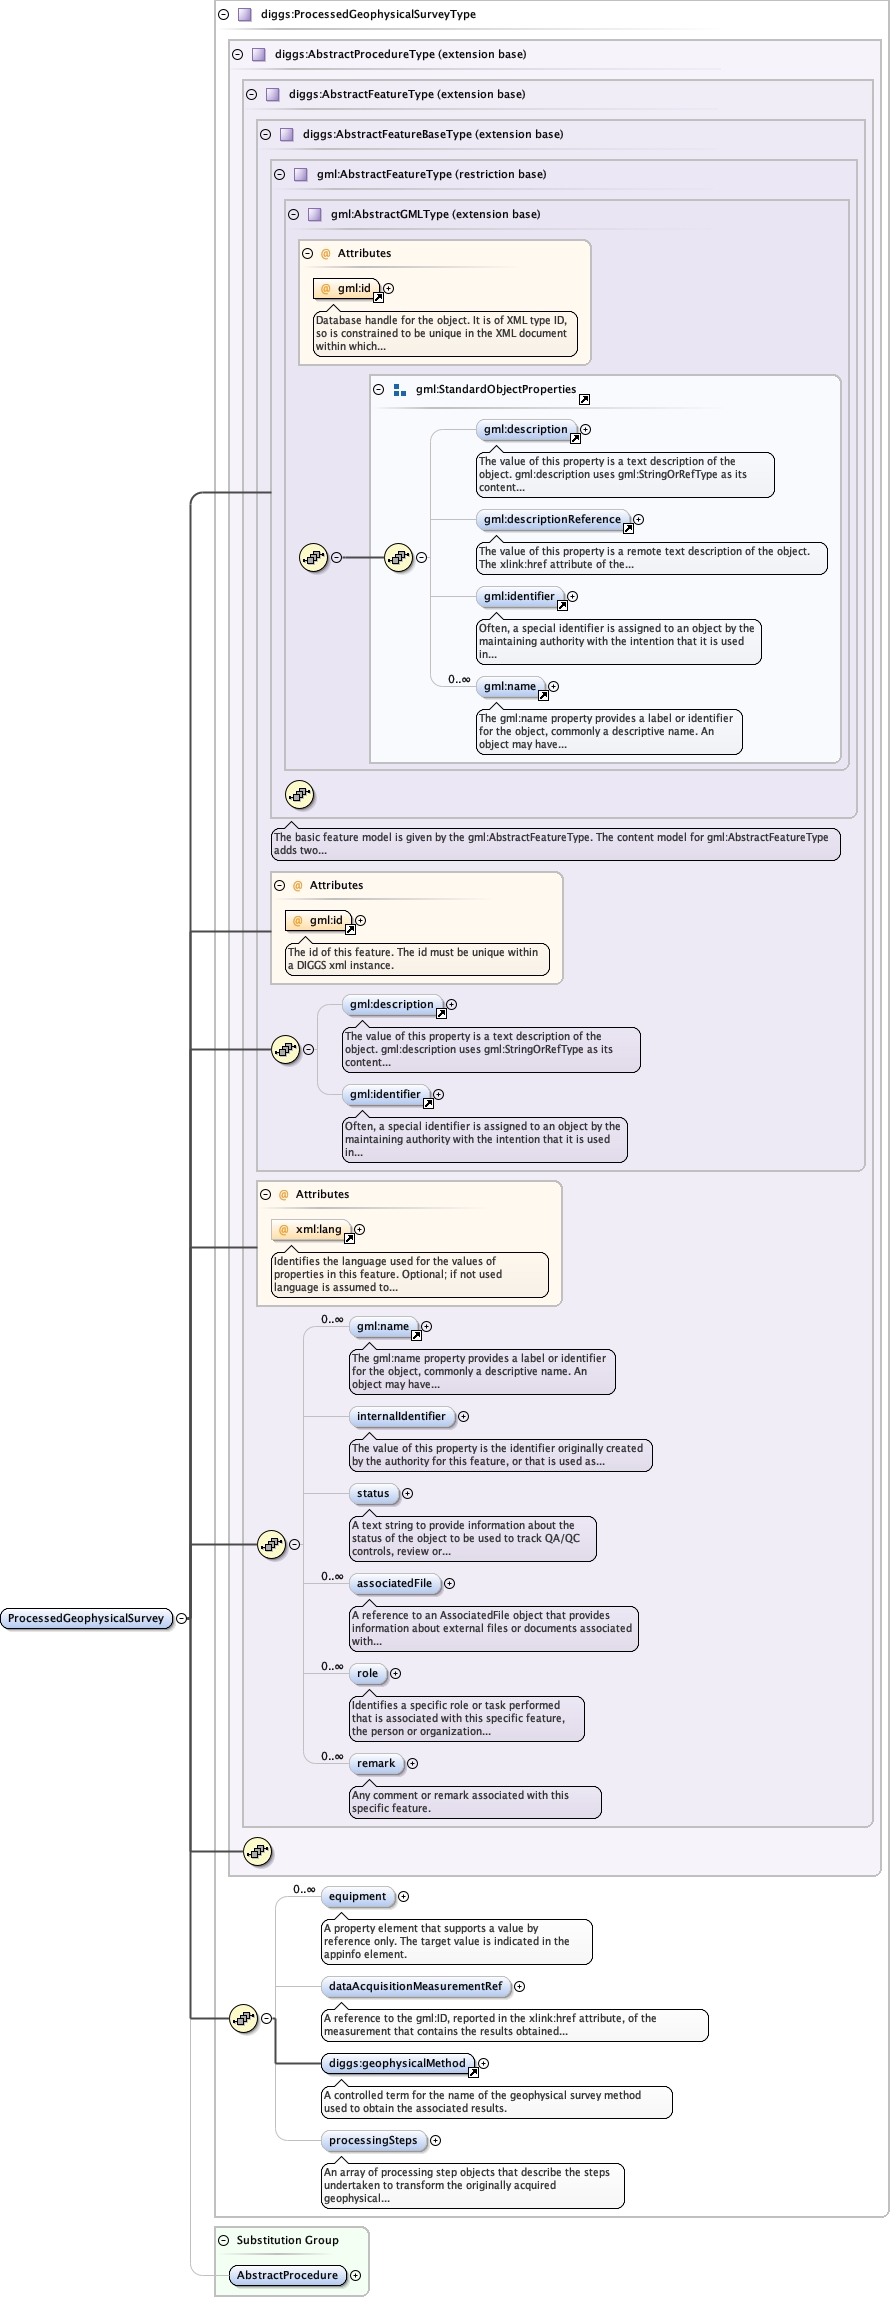 diggs:ProcessedGeophysicalSurveyType
diggs:AbstractProcedureType (extension base)
diggs:AbstractFeatureType (extension base)
diggs:AbstractFeatureBaseType (extension base)
gml:AbstractFeatureType (restriction base)
gml:AbstractGMLType (extension base)
@ Attributes
@ gml:id
Database handle for the object. It is of XML type ID,
so is constrained to be unique in the XML document
within which...
gml:StandardObjectProperties
gml:description
The value of this property is a text description of the
object. gml:description uses gml:StringOrRefType as its
content...
gml:descriptionReference
The value of this property is a remote text description of the object.
The xlink:href attribute of the...
gml:identifier
Often, a special identifier is assigned to an object by the
maintaining authority with the intention that it is used
in...
0..∞
gml:name
The gml:name property provides a label or identifier
for the object, commonly a descriptive name. An
object may have...
The basic feature model is given by the gml:AbstractFeatureType. The content model for gml:AbstractFeatureType
adds two...
@ Attributes
@ gml:id
The id of this feature. The id must be unique within
a DIGGS xml instance.
gml:description
The value of this property is a text description of the
object. gml:description uses gml:StringOrRefType as its
content...
gml:identifier
Often, a special identifier is assigned to an object by the
maintaining authority with the intention that it is used
in...
@ Attributes
@ xml:lang
Identifies the language used for the values of
properties in this feature. Optional; if not used
language is assumed to...
0..∞
gml:name
The gml:name property provides a label or identifier
for the object, commonly a descriptive name. An
object may have...
internalIdentifier
The value of this property is the identifier originally created
by the authority for this feature, or that is used as...
status
A text string to provide information about the
status of the object to be used to track QA/QC
controls, review or...
0..∞
associatedFile
A reference to an AssociatedFile object that provides
information about external files or documents associated
with...
ProcessedGeophysicalSurvey
0..∞
role
Identifies a specific role or task performed
that is associated with this specific feature,
the person or organization...
0..∞
remark
Any comment or remark associated with this
specific feature.
0..∞
equipment
A property element that supports a value by
reference only. The target value is indicated in the
appinfo element.
dataAcquisitionMeasurementRef
A reference to the gml:ID, reported in the xlink:href attribute, of the
measurement that contains the results obtained...
diggs:geophysicalMethod
A controlled term for the name of the geophysical survey method
used to obtain the associated results.
processingSteps
An array of processing step objects that describe the steps
undertaken to transform the originally acquired
geophysical...
Substitution Group
AbstractProcedure